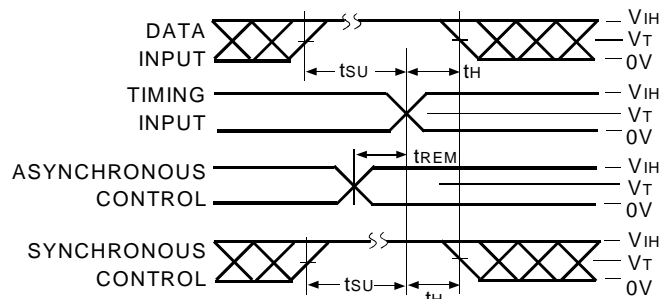 DATA
INPUT
tSU
tH
VIH
VT
0V
TIMING
INPUT
VIH
VT
0V
tREM
ASYNCHRONOUS
CONTROL
VIH
VT
0V
SYNCHRONOUS
CONTROL
tSU
tH
VIH
VT
0V